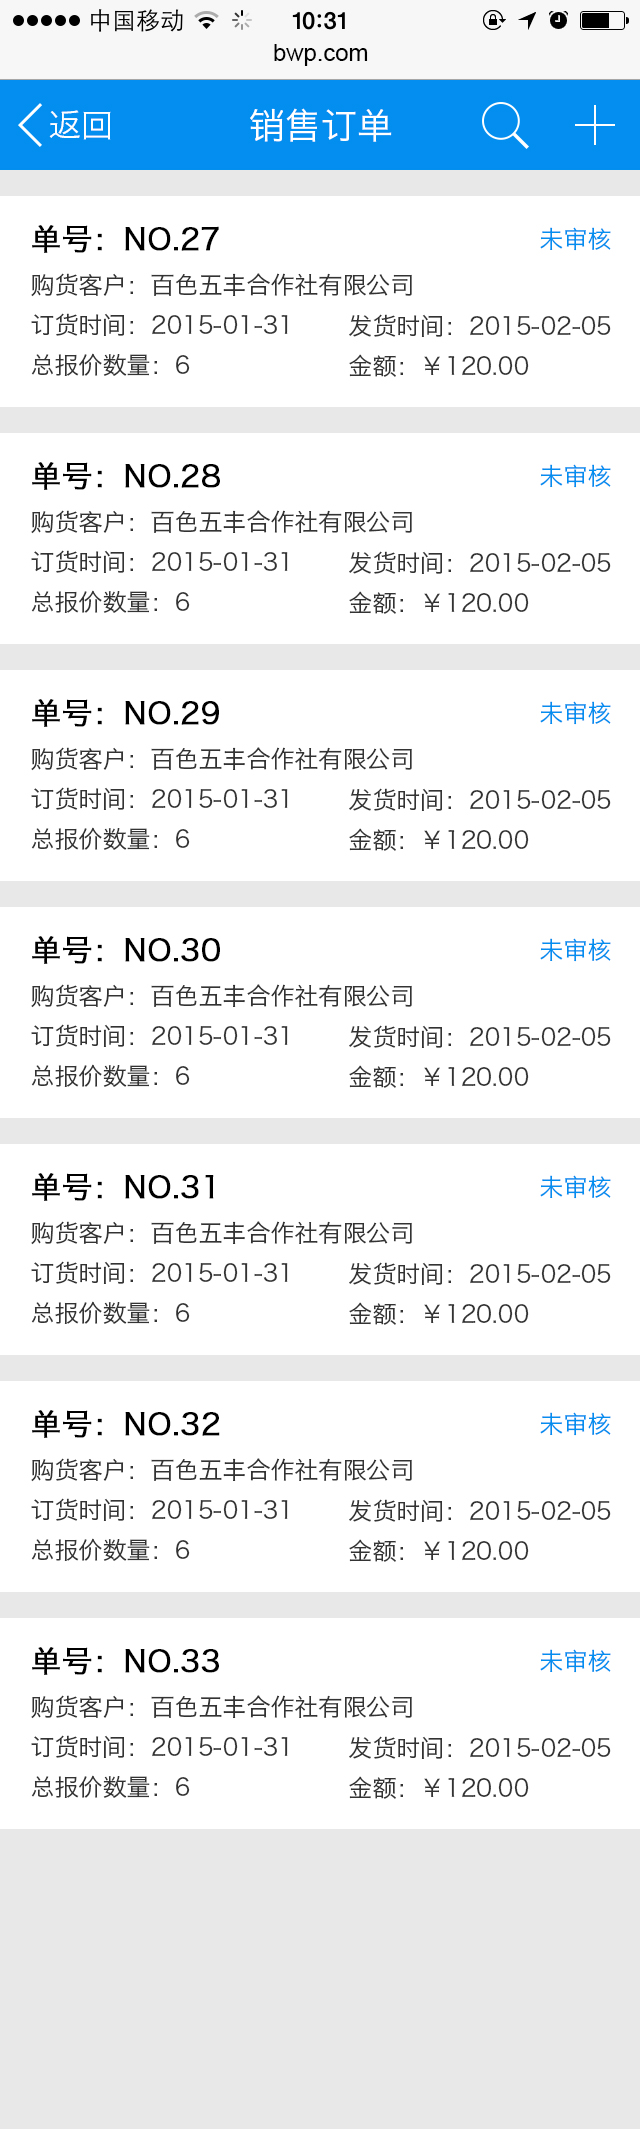 中国移动 10:31
bwp.com
返回 销售订单
单号：NO.27 未审核
购货客户：百色五丰合作社有限公司
订货时间：2015-01-31 发货时间：2015-02-05
总报价数量：6 金额：￥120.00
单号：NO.28 未审核
购货客户：百色五丰合作社有限公司
订货时间：2015-01-31 发货时间：2015-02-05
总报价数量：6 金额：￥120.00
单号：NO.29 未审核
购货客户：百色五丰合作社有限公司
订货时间：2015-01-31 发货时间：2015-02-05
总报价数量：6 金额：￥120.00
单号：NO.30 未审核
购货客户：百色五丰合作社有限公司
订货时间：2015-01-31 发货时间：2015-02-05
总报价数量：6 金额：￥120.00
单号：NO.31 未审核
购货客户：百色五丰合作社有限公司
订货时间：2015-01-31 发货时间：2015-02-05
总报价数量：6 金额：￥120.00
单号：NO.32 未审核
购货客户：百色五丰合作社有限公司
订货时间：2015-01-31 发货时间：2015-02-05
总报价数量：6 金额：￥120.00
单号：NO.33 未审核
购货客户：百色五丰合作社有限公司
订货时间：2015-01-31 发货时间：2015-02-05
总报价数量：6 金额：￥120.00